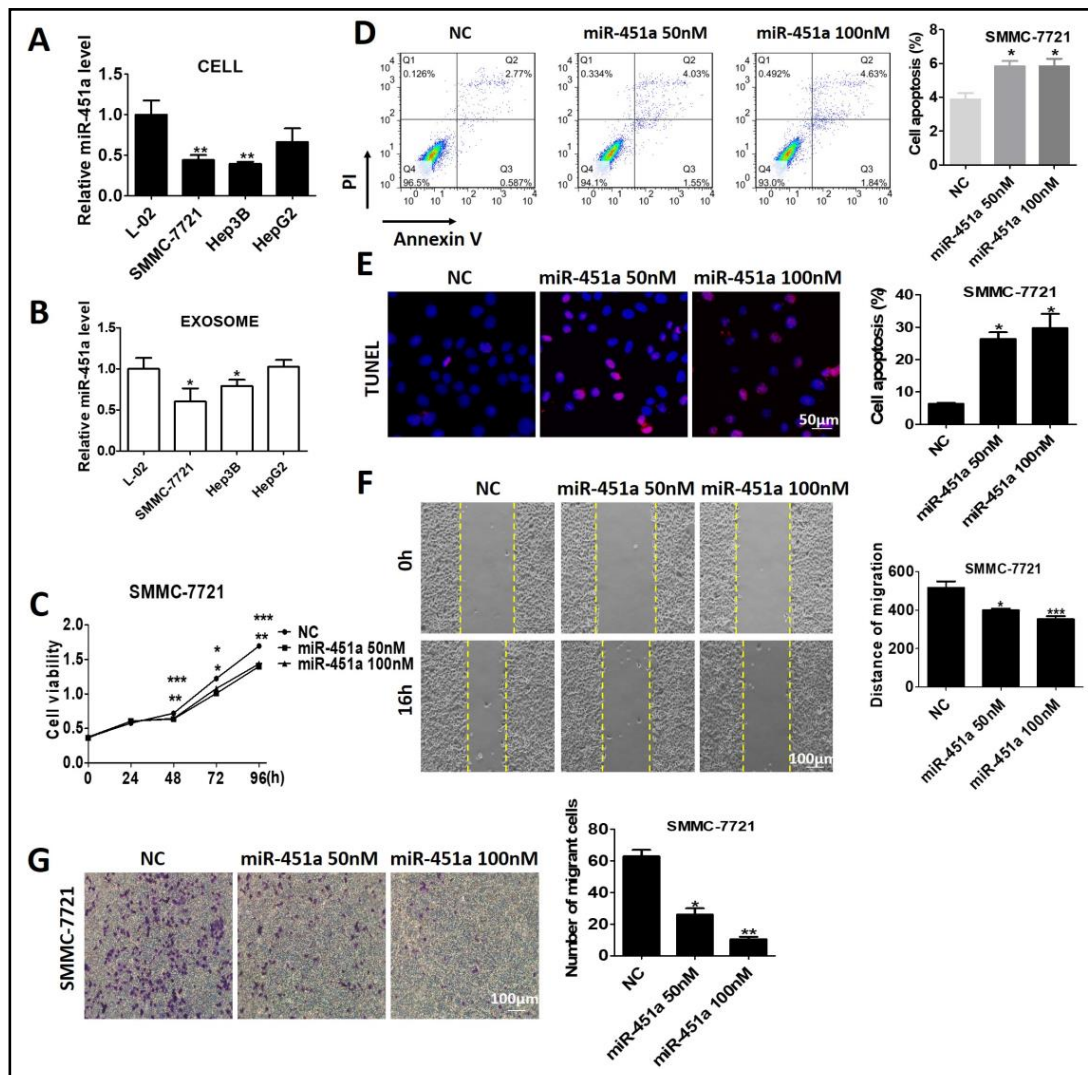 A
CELL
Relative miR-451a level
1.5
1.0
0.5
0.0
**
**
L-02
SMMC-7721
Hep3B
HepG2
B
EXOSOME
Relative miR-451a level
1.5
1.0
0.5
0.0
*
*
L-02
SMMC-7721
Hep3B
HepG2
C
SMMC-7721
Cell viability
2.0
1.5
1.0
0.5
0.0
***
**
*
*
***
**
NC
miR-451a 50nM
miR-451a 100nM
0 24 48 72 96(h)
D
NC miR-451a 50nM miR-451a 100nM
Q1 Q2
0.126% 2.77%
Q4 Q3
96.5% 0.587%
Q1 Q2
0.334% 4.03%
Q4 Q3
94.1% 1.55%
Q1 Q2
0.492% 4.63%
Q4 Q3
93.0% 1.84%
10⁴
10³
10²
10¹
10⁰
0 10¹ 10² 10³ 10⁴
PI
Annexin V
SMMC-7721
Cell apoptosis (%)
8
6
4
2
0
* *
NC
miR-451a 50nM
miR-451a 100nM
E
NC miR-451a 50nM miR-451a 100nM
TUNEL
50μm
SMMC-7721
Cell apoptosis (%)
40
30
20
10
0
* *
NC
miR-451a 50nM
miR-451a 100nM
F
NC miR-451a 50nM miR-451a 100nM
0h
16h
100μm
SMMC-7721
Distance of migration
600
400
200
0
* ***
NC
miR-451a 50nM
miR-451a 100nM
G
NC miR-451a 50nM miR-451a 100nM
SMMC-7721
100μm
SMMC-7721
Number of migrant cells
80
60
40
20
0
* **
NC
miR-451a 50nM
miR-451a 100nM